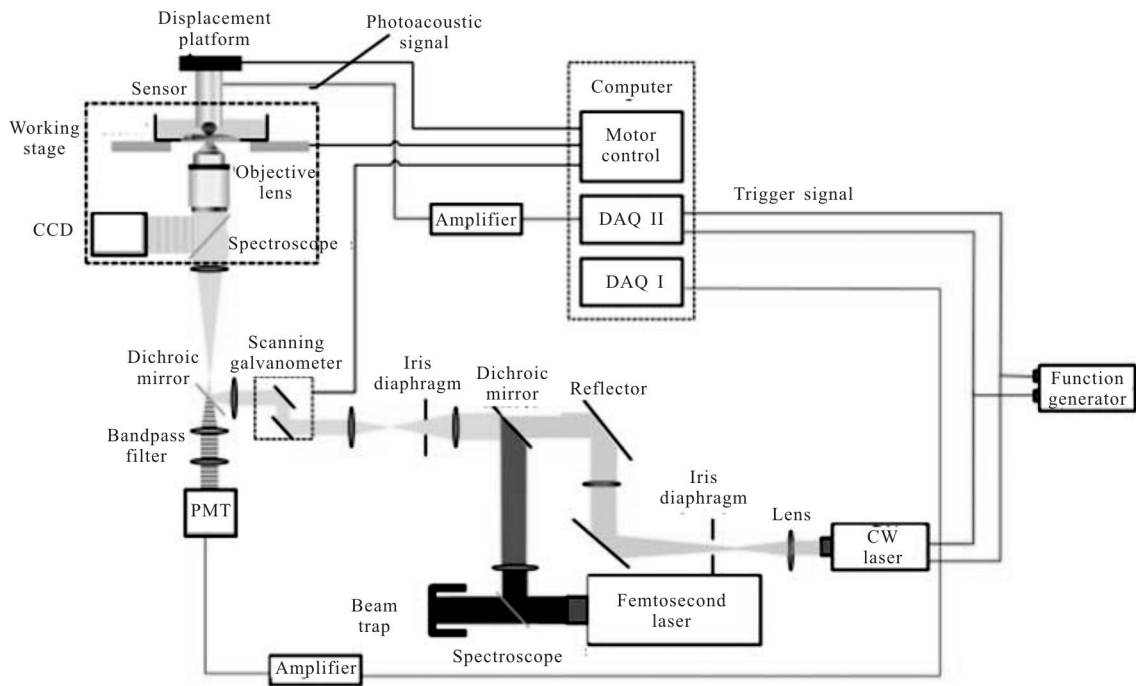 Displacement
platform
Photoacoustic
signal
Sensor
Computer
Working
stage
Motor
control
Objective
lens
Trigger signal
Amplifier
DAQ II
CCD
Spectroscope
DAQ I
Scanning
galvanometer
Dichroic
mirror
Iris
diaphragm
Dichroic
mirror
Reflector
Function
generator
Bandpass
filter
Iris
diaphragm
PMT
Lens
CW
laser
Beam
trap
Femtosecond
laser
Spectroscope
Amplifier